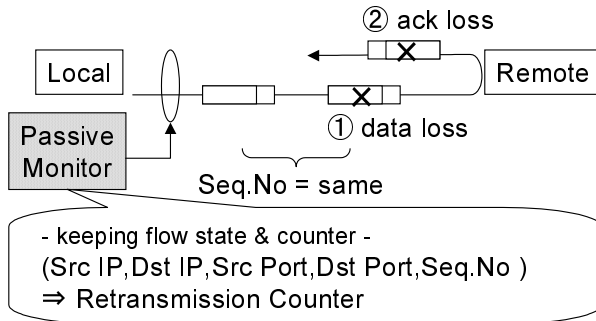 ② ack loss
Local
Remote
① data loss
Passive
Monitor
Seq.No = same
- keeping flow state & counter -
(Src IP,Dst IP,Src Port,Dst Port,Seq.No )
⇒ Retransmission Counter